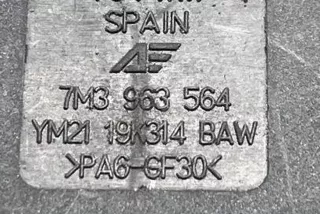 SPAIN
AF
7M3 963 564
YM21 19K314 BAW
>PA6-GF30<